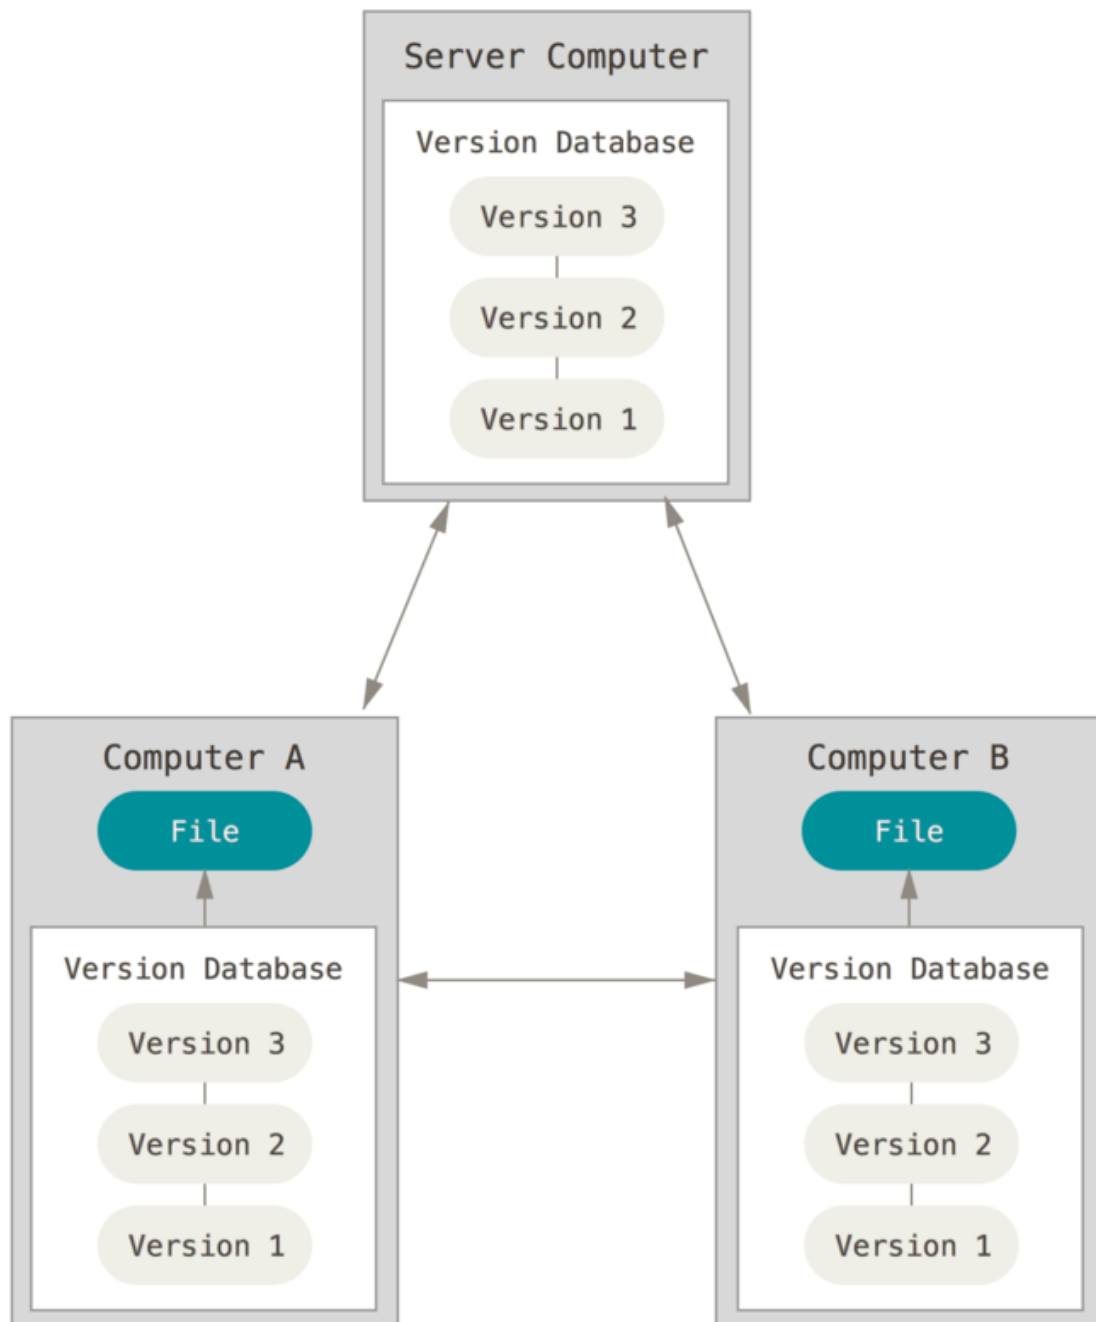 Server Computer
Version Database
Version 3
Version 2
Version 1
Computer A
File
Version Database
Version 3
Version 2
Version 1
Computer B
File
Version Database
Version 3
Version 2
Version 1